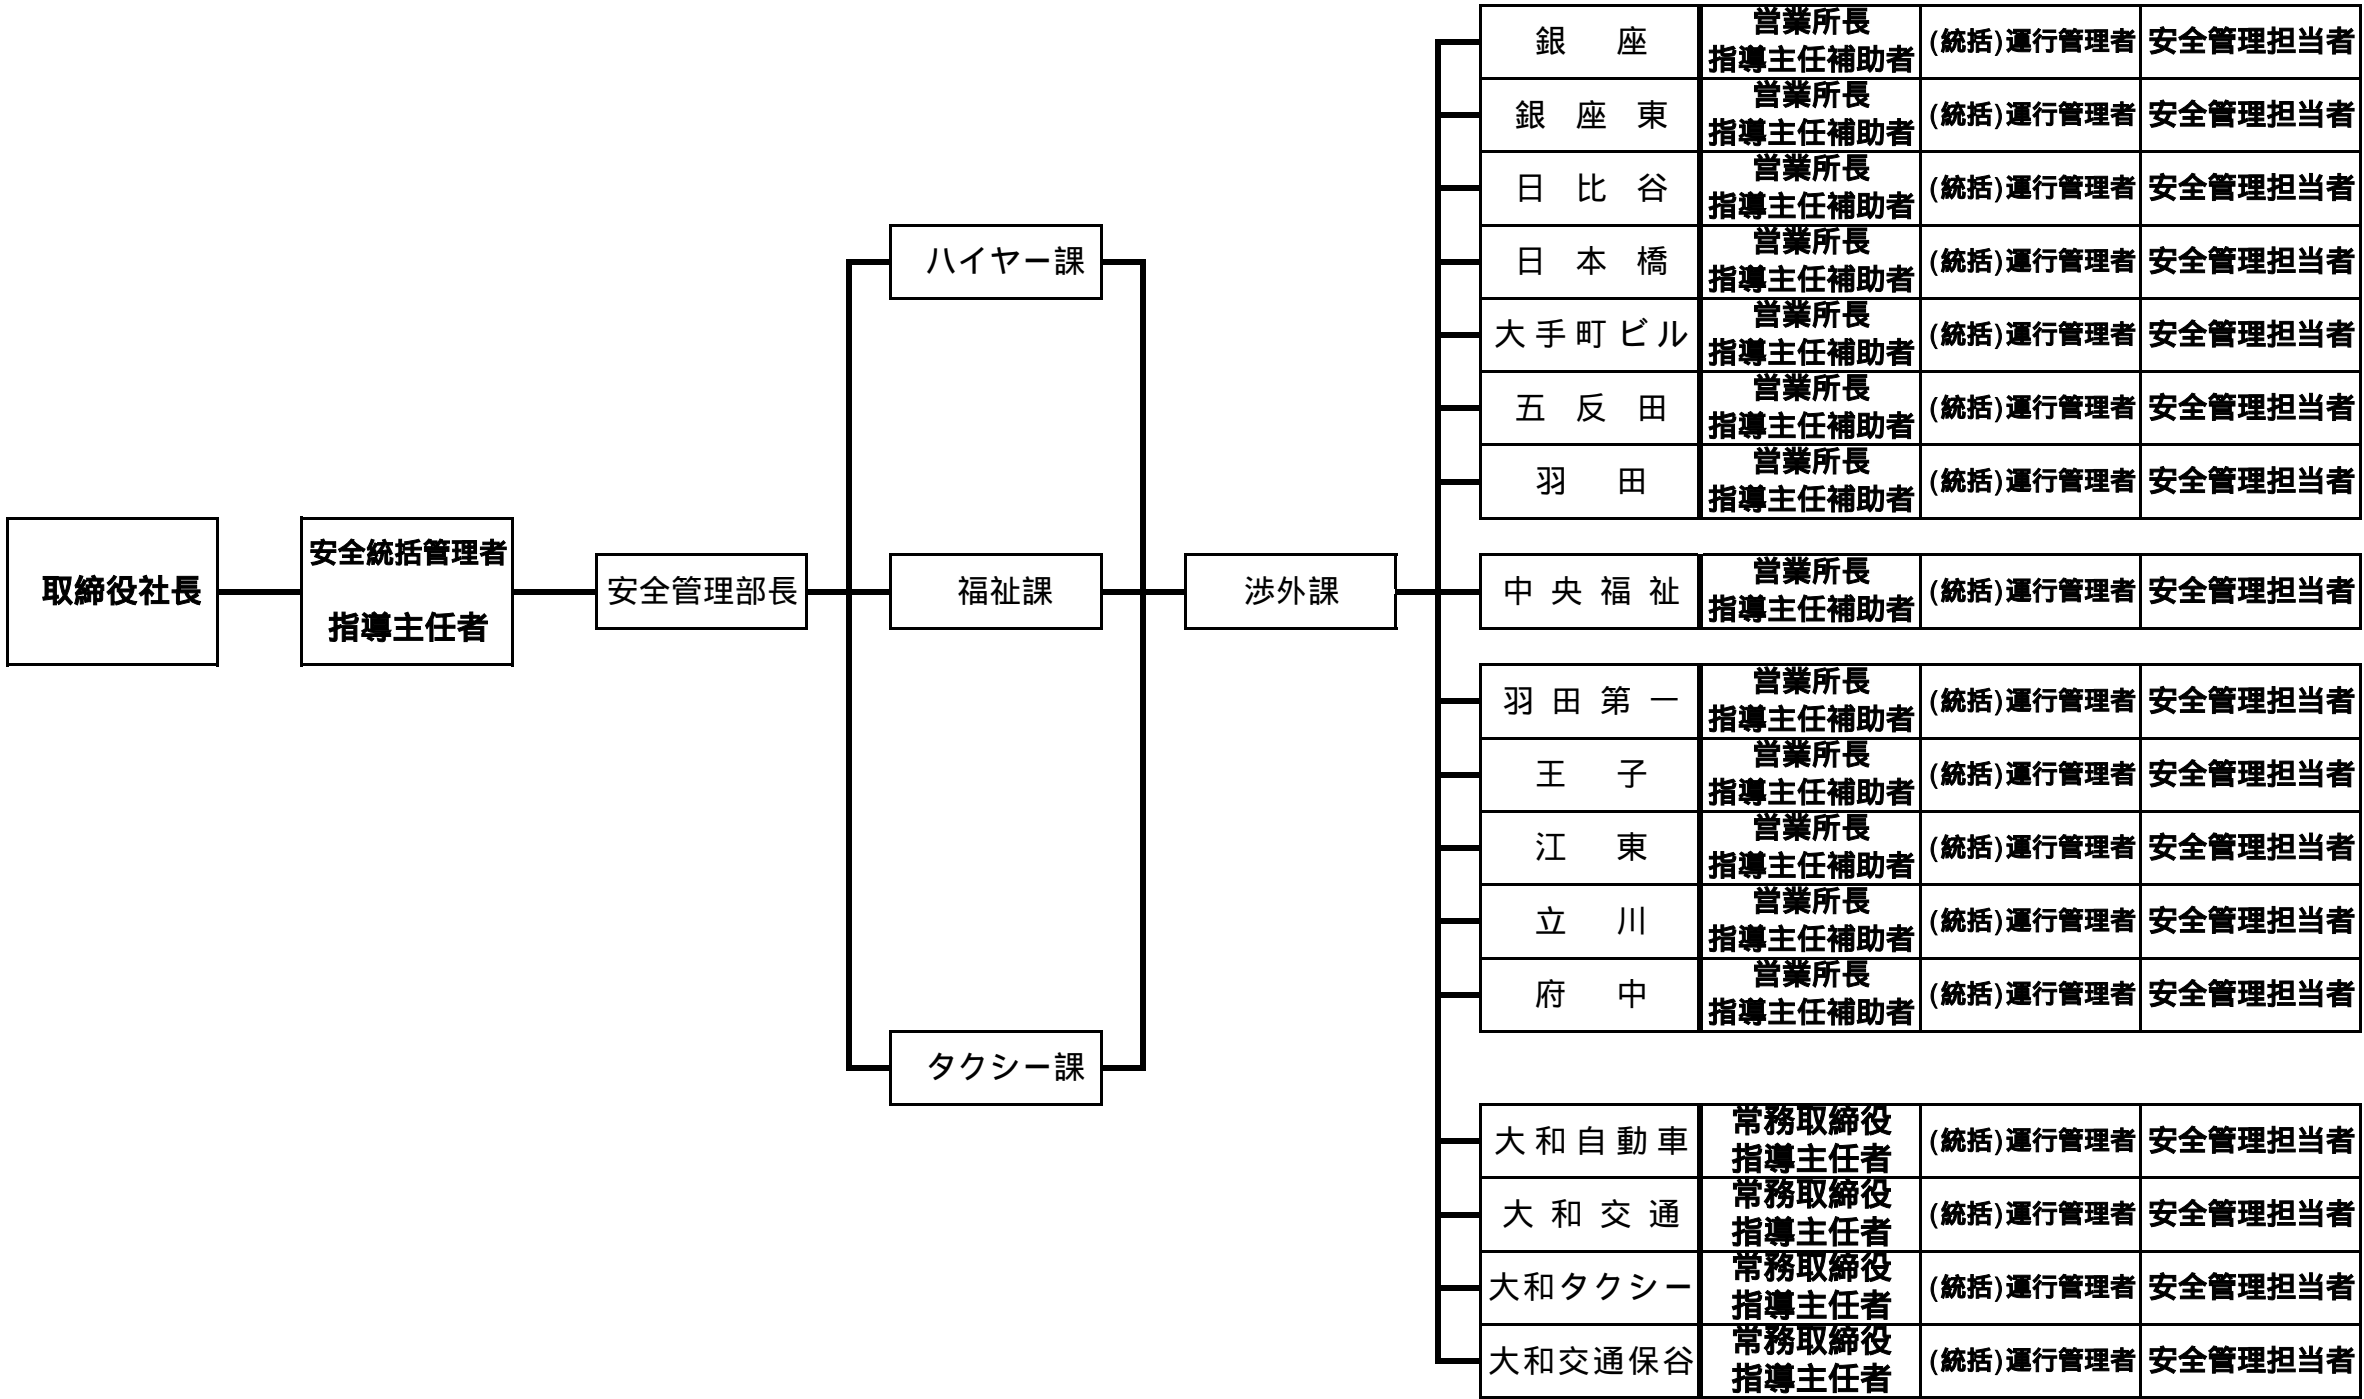 取締役社長
安全統括管理者
指導主任者
安全管理部長
ハイヤー課
福祉課
タクシー課
渉外課
銀座 営業所長 指導主任補助者 (統括)運行管理者 安全管理担当者
銀座東 営業所長 指導主任補助者 (統括)運行管理者 安全管理担当者
日比谷 営業所長 指導主任補助者 (統括)運行管理者 安全管理担当者
日本橋 営業所長 指導主任補助者 (統括)運行管理者 安全管理担当者
大手町ビル 営業所長 指導主任補助者 (統括)運行管理者 安全管理担当者
五反田 営業所長 指導主任補助者 (統括)運行管理者 安全管理担当者
羽田 営業所長 指導主任補助者 (統括)運行管理者 安全管理担当者
中央福祉 営業所長 指導主任補助者 (統括)運行管理者 安全管理担当者
羽田第一 営業所長 指導主任補助者 (統括)運行管理者 安全管理担当者
王子 営業所長 指導主任補助者 (統括)運行管理者 安全管理担当者
江東 営業所長 指導主任補助者 (統括)運行管理者 安全管理担当者
立川 営業所長 指導主任補助者 (統括)運行管理者 安全管理担当者
府中 営業所長 指導主任補助者 (統括)運行管理者 安全管理担当者
大和自動車 常務取締役 指導主任者 (統括)運行管理者 安全管理担当者
大和交通 常務取締役 指導主任者 (統括)運行管理者 安全管理担当者
大和タクシー 常務取締役 指導主任者 (統括)運行管理者 安全管理担当者
大和交通保谷 常務取締役 指導主任者 (統括)運行管理者 安全管理担当者